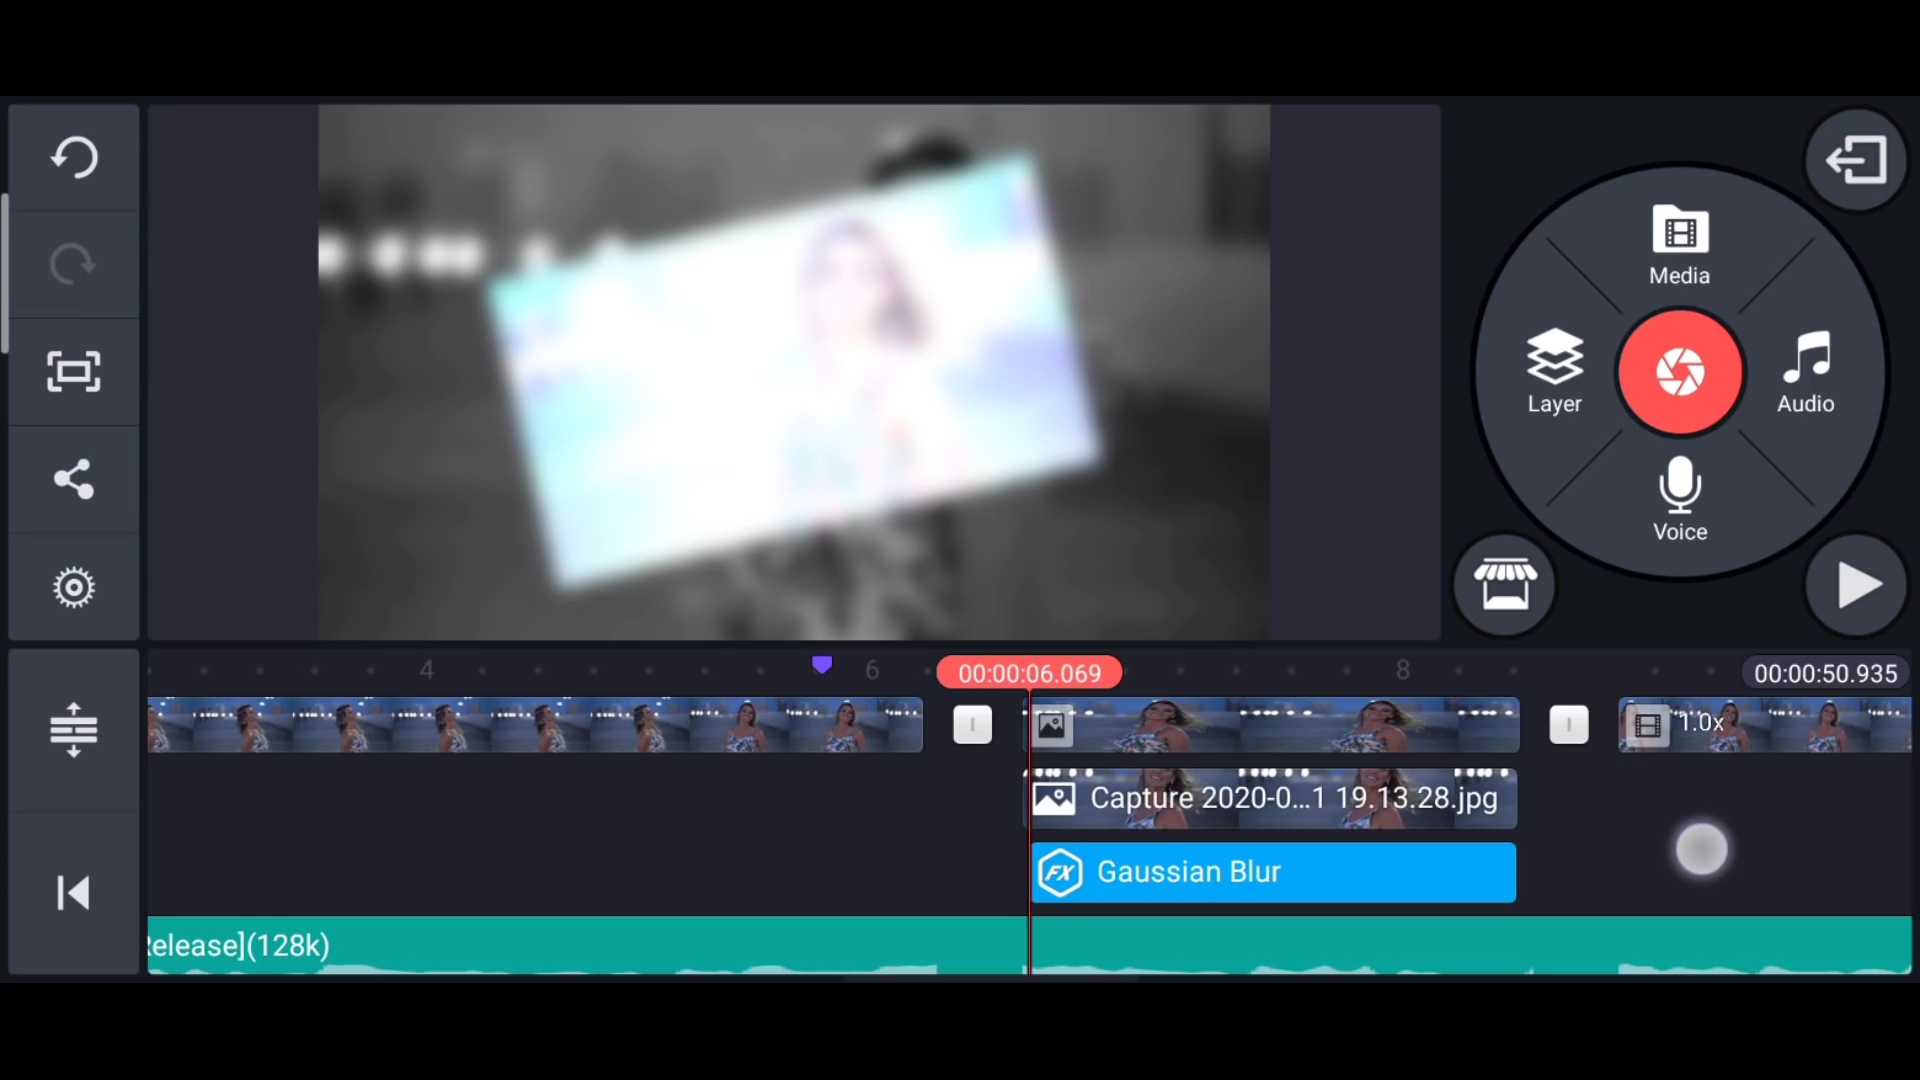 Media
Layer
Audio
Voice
4
6
00:00:06.069
8
00:00:50.935
1.0x
Capture 2020-0...1 19.13.28.jpg
FX
Gaussian Blur
Release](128k)